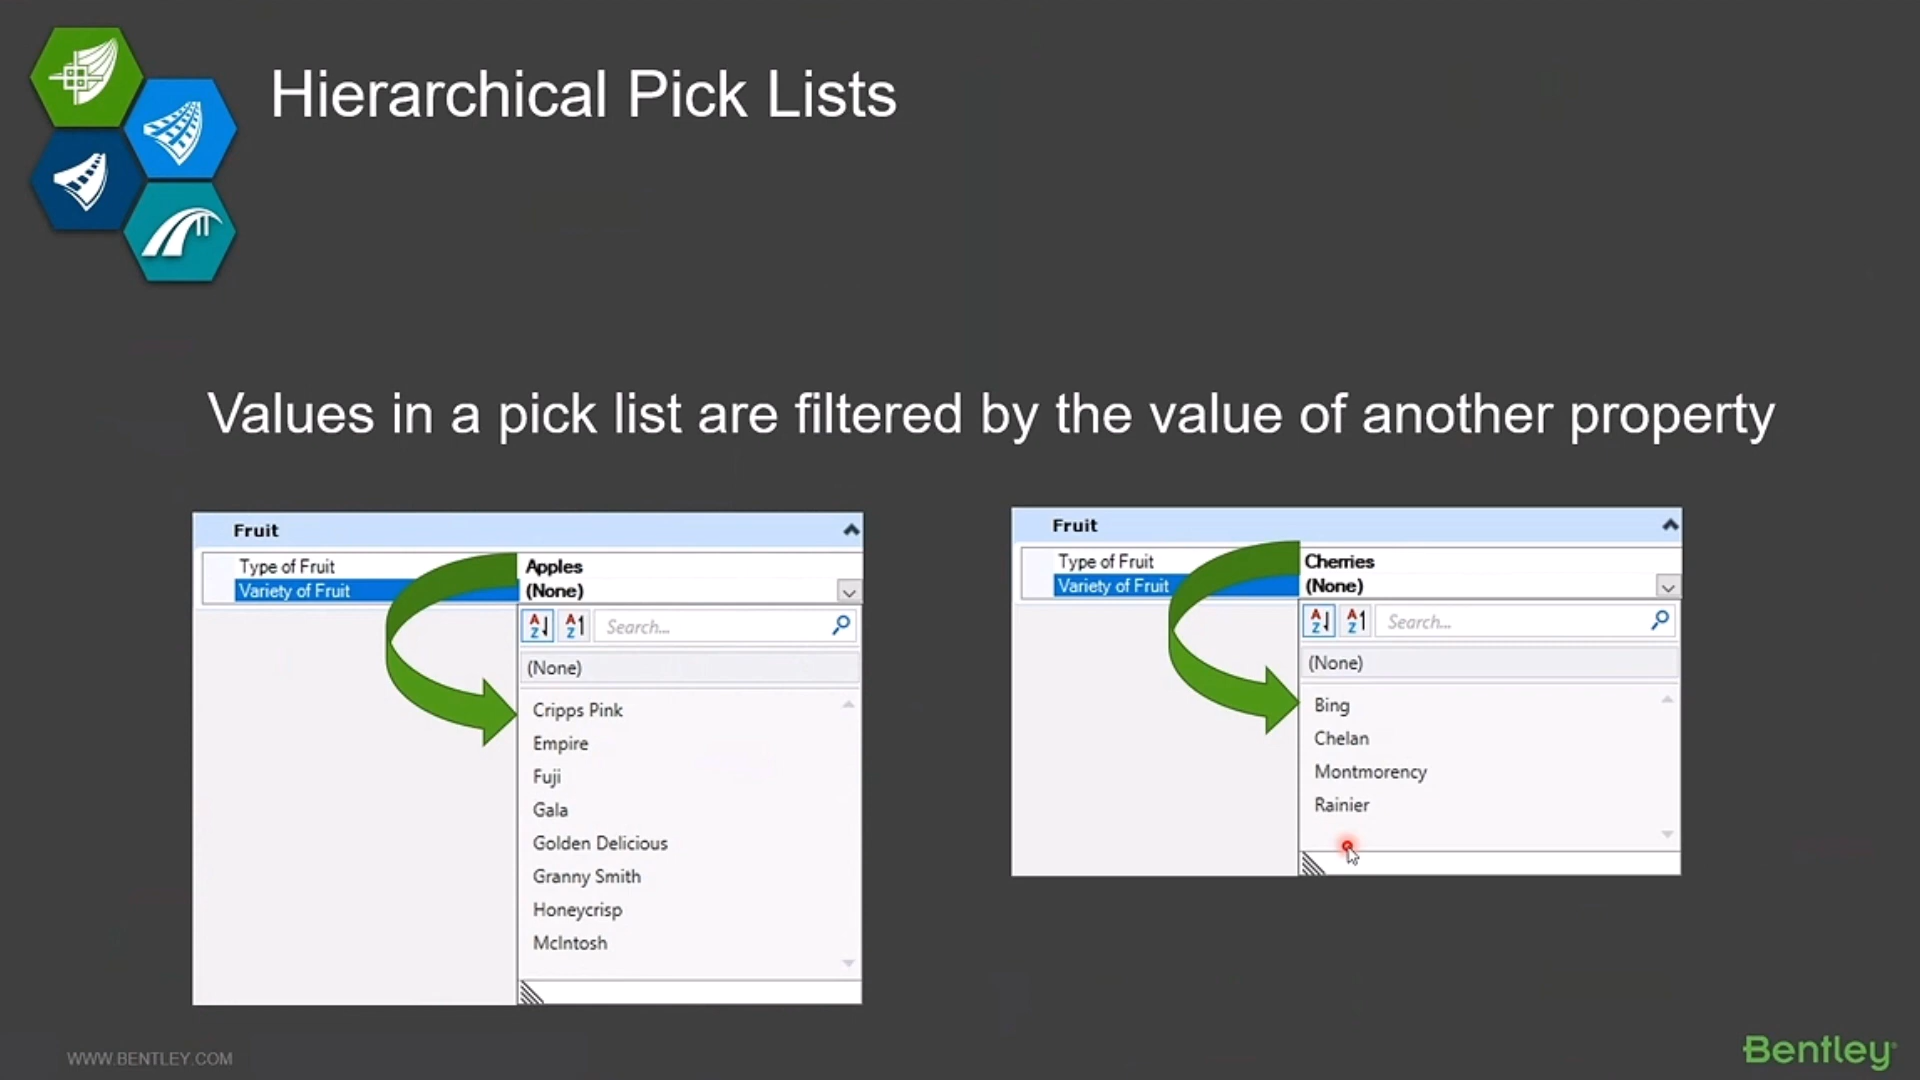 Hierarchical Pick Lists
Values in a pick list are filtered by the value of another property
Fruit
Type of Fruit Apples
Variety of Fruit (None)
Search...
(None)
Cripps Pink
Empire
Fuji
Gala
Golden Delicious
Granny Smith
Honeycrisp
McIntosh
Fruit
Type of Fruit Cherries
Variety of Fruit (None)
Search...
(None)
Bing
Chelan
Montmorency
Rainier
WWW.BENTLEY.COM
Bentley